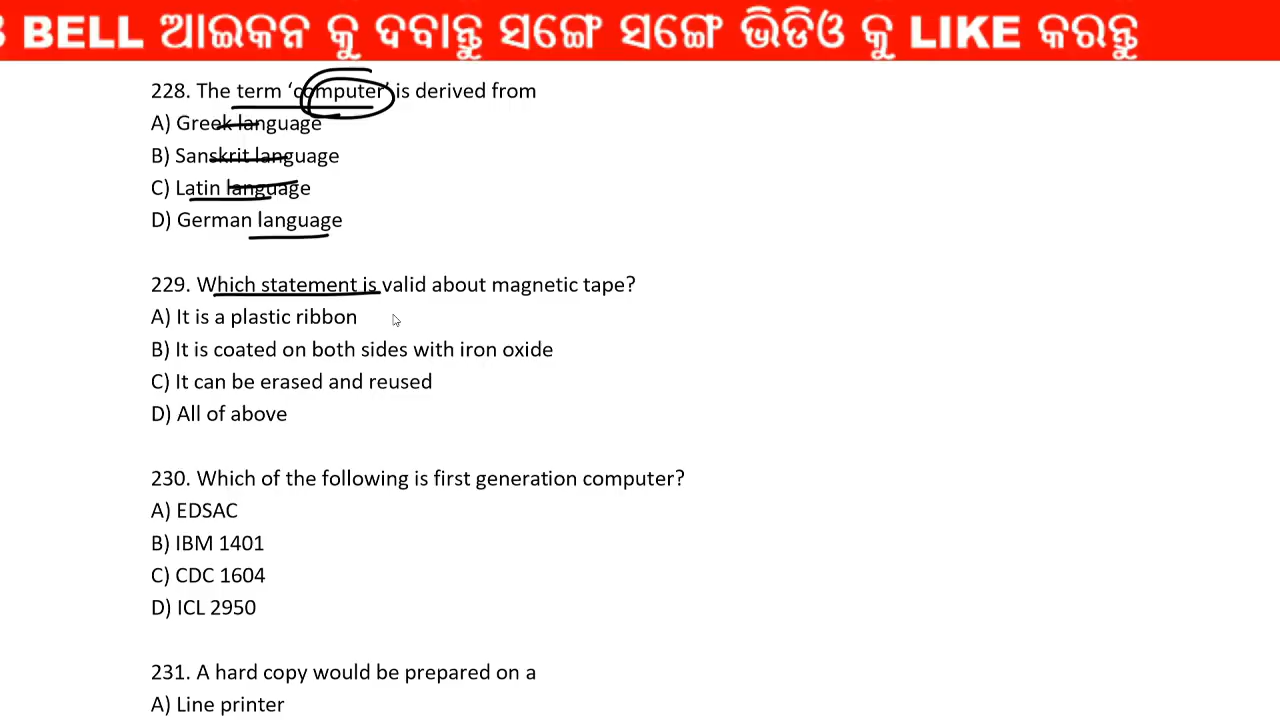 BELL ଆଇକନ କୁ ଦବାନ୍ତୁ ସଙ୍ଗେ ସଙ୍ଗେ ଭିଡିଓ କୁ LIKE କରନ୍ତୁ
228. The term ‘computer’ is derived from
A) Greek language
B) Sanskrit language
C) Latin language
D) German language
229. Which statement is valid about magnetic tape?
A) It is a plastic ribbon
B) It is coated on both sides with iron oxide
C) It can be erased and reused
D) All of above
230. Which of the following is first generation computer?
A) EDSAC
B) IBM 1401
C) CDC 1604
D) ICL 2950
231. A hard copy would be prepared on a
A) Line printer